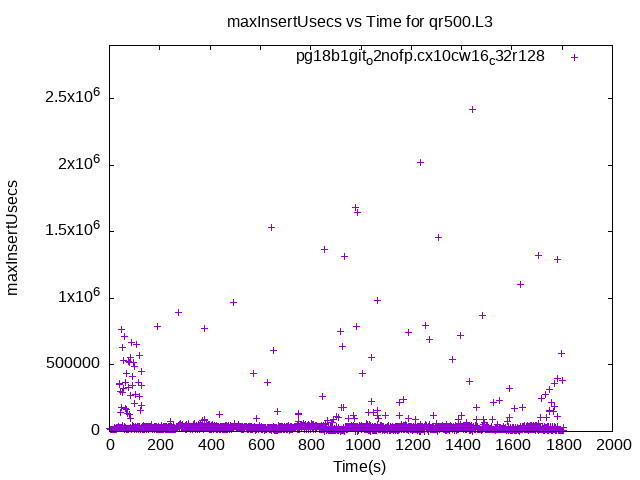 maxInsertUsecs vs Time for qr500.L3
pg18b1git_o2nofp.cx10cw16_c32r128
maxInsertUsecs
2.5x10^6
2x10^6
1.5x10^6
1x10^6
500000
0
0 200 400 600 800 1000 1200 1400 1600 1800 2000
Time(s)